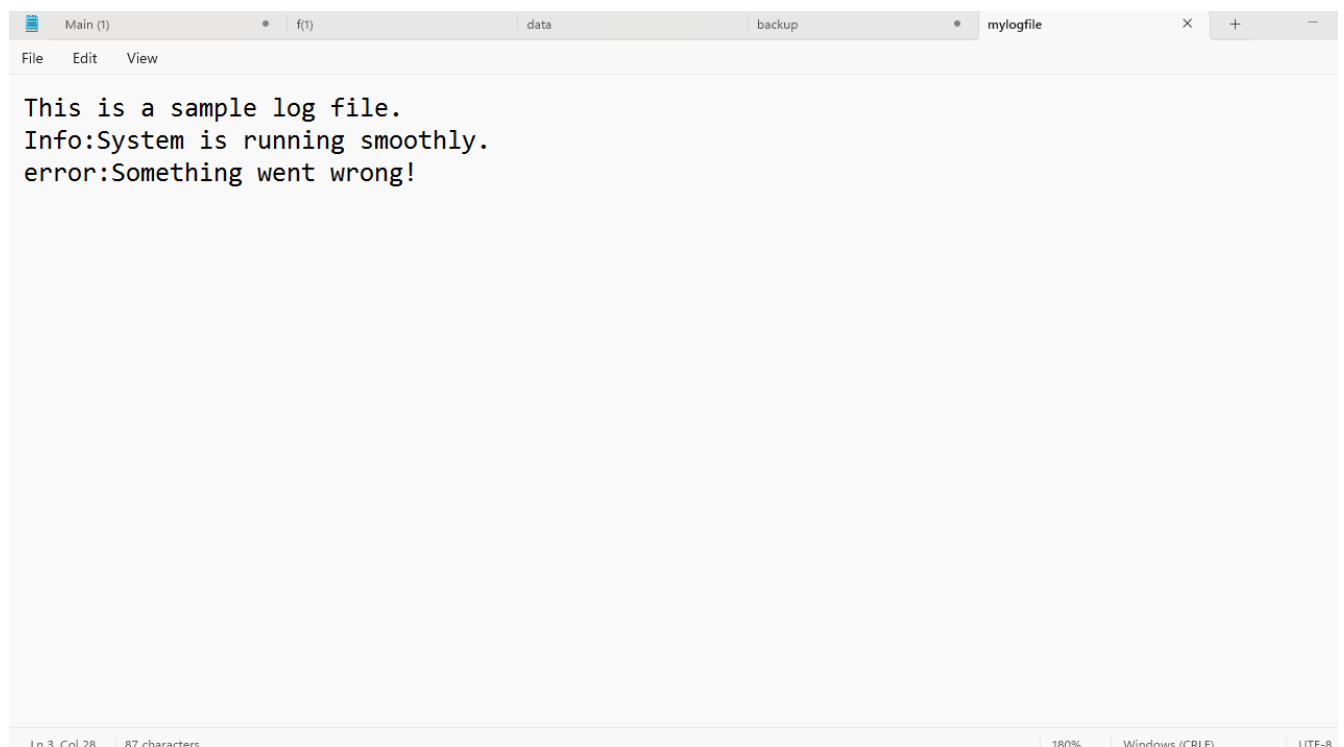 Main (1) f(1) data backup mylogfile
File Edit View
This is a sample log file.
Info:System is running smoothly.
error:Something went wrong!
Ln 3, Col 28 87 characters 180% Windows (CRLF) UTF-8